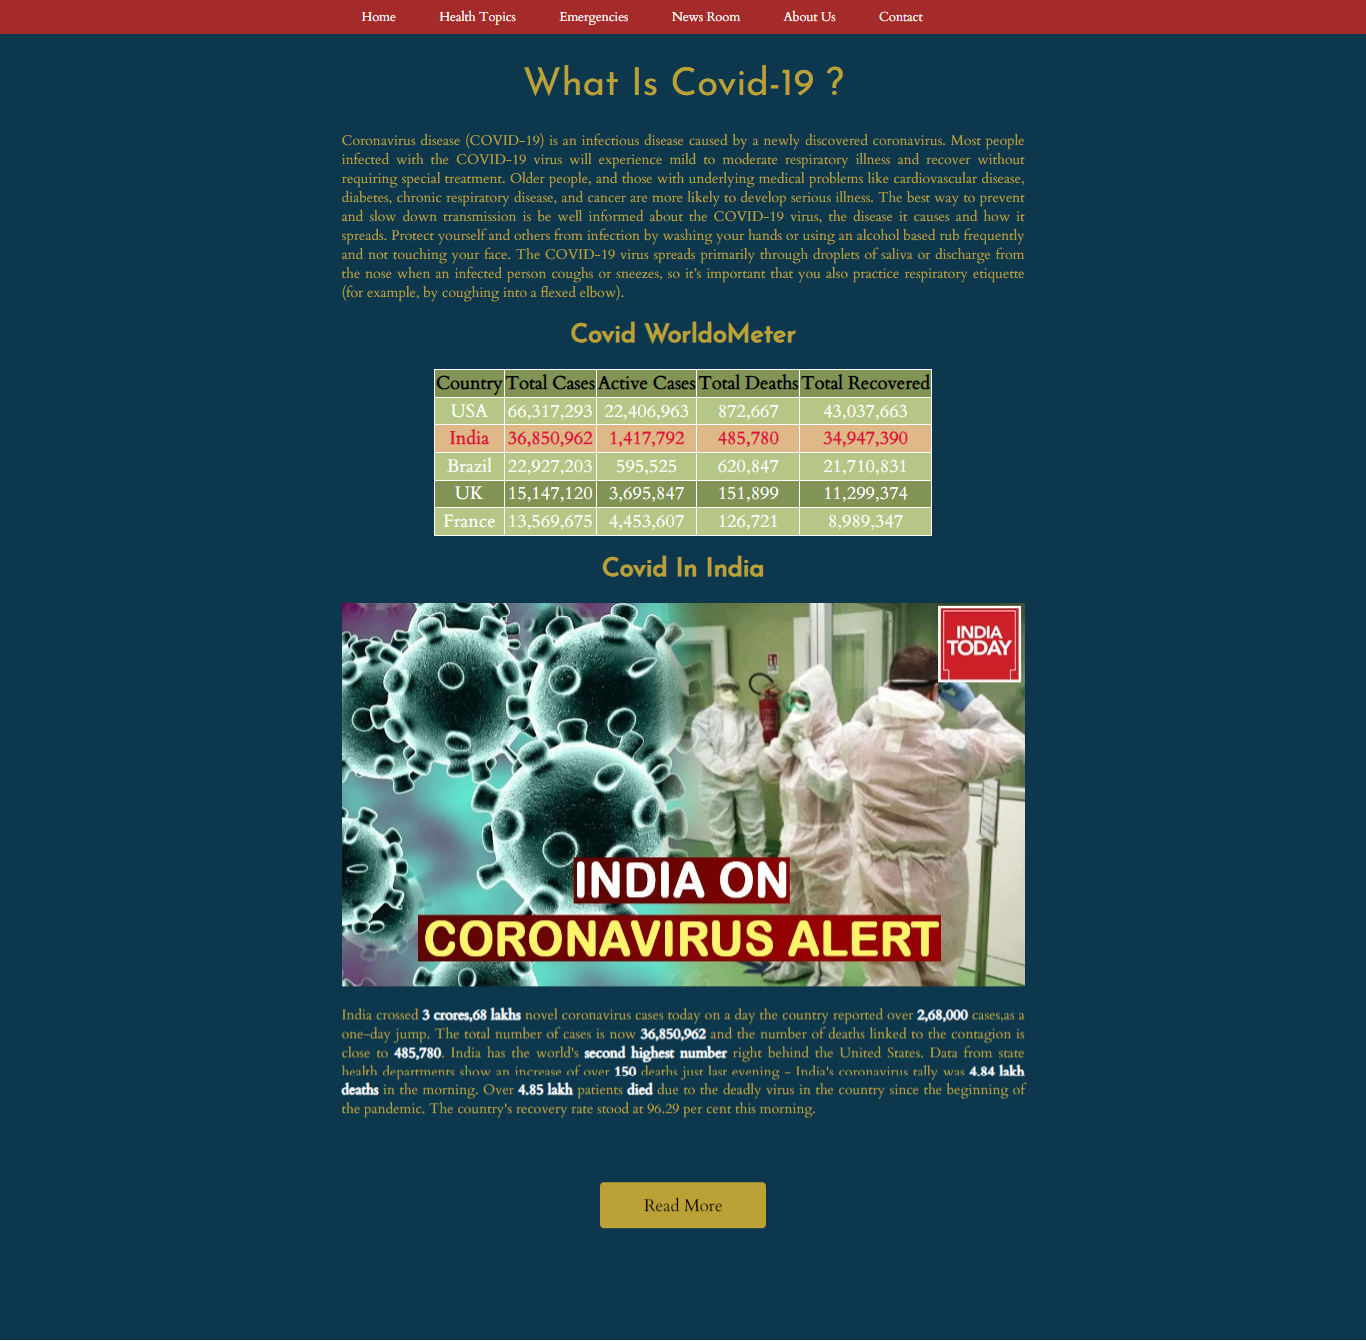 Home Health Topics Emergencies News Room About Us Contact
What Is Covid-19 ?
Coronavirus disease (COVID-19) is an infectious disease caused by a newly discovered coronavirus. Most people
infected with the COVID-19 virus will experience mild to moderate respiratory illness and recover without
requiring special treatment. Older people, and those with underlying medical problems like cardiovascular disease,
diabetes, chronic respiratory disease, and cancer are more likely to develop serious illness. The best way to prevent
and slow down transmission is be well informed about the COVID-19 virus, the disease it causes and how it
spreads. Protect yourself and others from infection by washing your hands or using an alcohol based rub frequently
and not touching your face. The COVID-19 virus spreads primarily through droplets of saliva or discharge from
the nose when an infected person coughs or sneezes, so it's important that you also practice respiratory etiquette
(for example, by coughing into a flexed elbow).
Covid WorldoMeter
Country Total Cases Active Cases Total Deaths Total Recovered
USA 66,317,293 22,406,963 872,667 43,037,663
India 36,850,962 1,417,792 485,780 34,947,390
Brazil 22,927,203 595,525 620,847 21,710,831
UK 15,147,120 3,695,847 151,899 11,299,374
France 13,569,675 4,453,607 126,721 8,989,347
Covid In India
INDIA
TODAY
INDIA ON
CORONAVIRUS ALERT
India crossed 3 crores,68 lakhs novel coronavirus cases today on a day the country reported over 2,68,000 cases,as a
one-day jump. The total number of cases is now 36,850,962 and the number of deaths linked to the contagion is
close to 485,780. India has the world's second highest number right behind the United States. Data from state
health departments show an increase of over 150 deaths just last evening - India's coronavirus tally was 4.84 lakh
deaths in the morning. Over 4.85 lakh patients died due to the deadly virus in the country since the beginning of
the pandemic. The country's recovery rate stood at 96.29 per cent this morning.
Read More